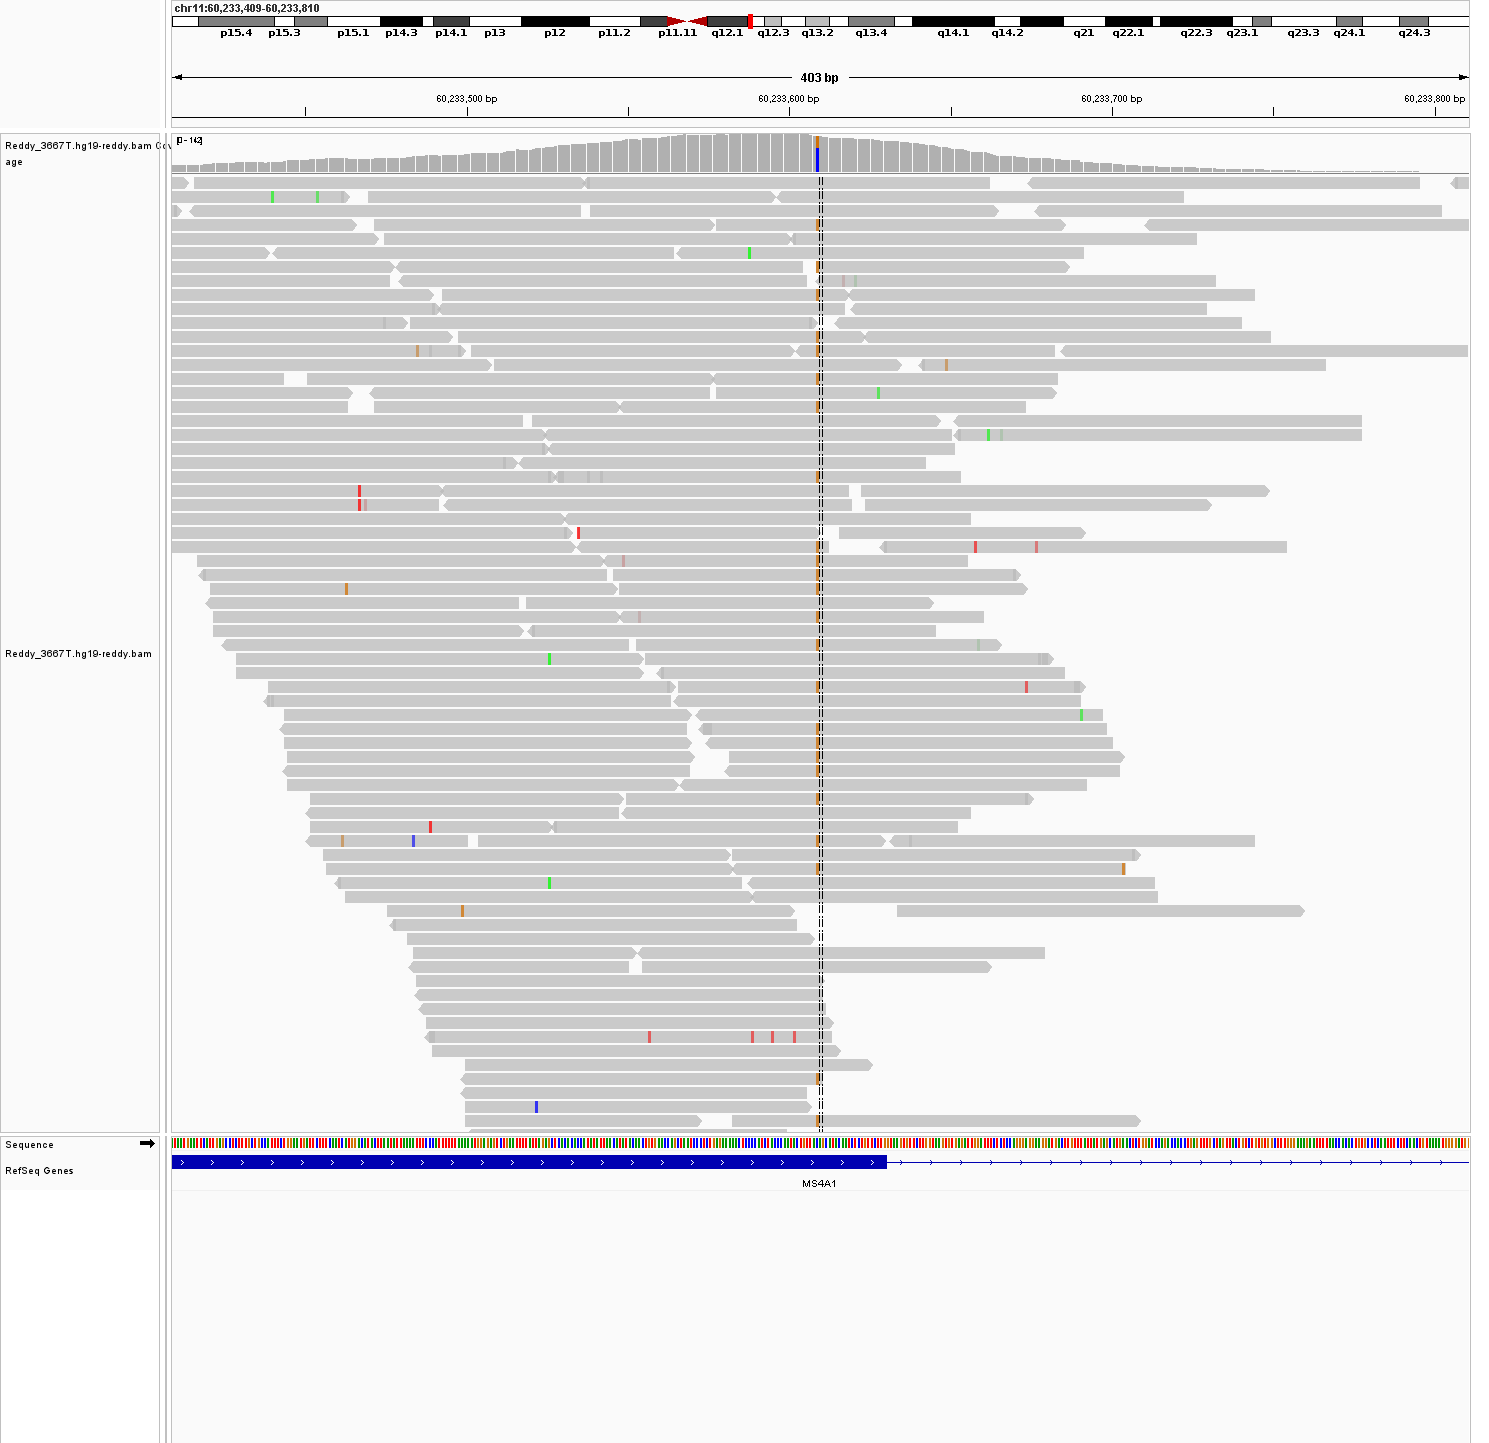 chr11:60,233,409-60,233,810
p15.4 p15.3 p15.1 p14.3 p14.1 p13 p12 p11.2 p11.11 q12.1 q12.3 q13.2 q13.4 q14.1 q14.2 q21 q22.1 q22.3 q23.1 q23.3 q24.1 q24.3
403 bp
60,233,500 bp 60,233,600 bp 60,233,700 bp 60,233,800 bp
[0 - 142]
Reddy_3667T.hg19-reddy.bam Cov
age
Reddy_3667T.hg19-reddy.bam
Sequence
RefSeq Genes
MS4A1